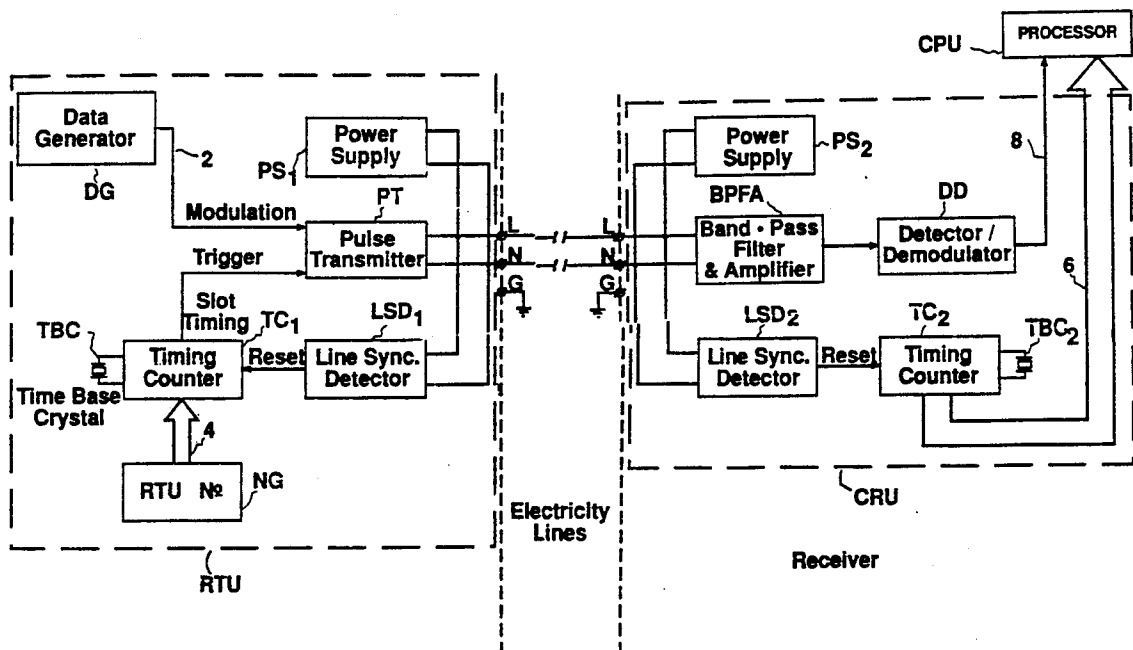 PROCESSOR
CPU
Data
Generator
DG
2
Modulation
Power
Supply
PS1
PT
Pulse
Transmitter
Trigger
Slot
Timing
TC1
TBC
Timing
Counter
Time Base
Crystal
Reset
LSD1
Line Sync.
Detector
4
RTU №
NG
RTU
L
N
G
L
N
G
Electricity
Lines
Power
Supply
PS2
BPFA
Band • Pass
Filter
& Amplifier
DD
Detector /
Demodulator
8
6
LSD2
Line Sync.
Detector
Reset
TC2
Timing
Counter
TBC2
CRU
Receiver